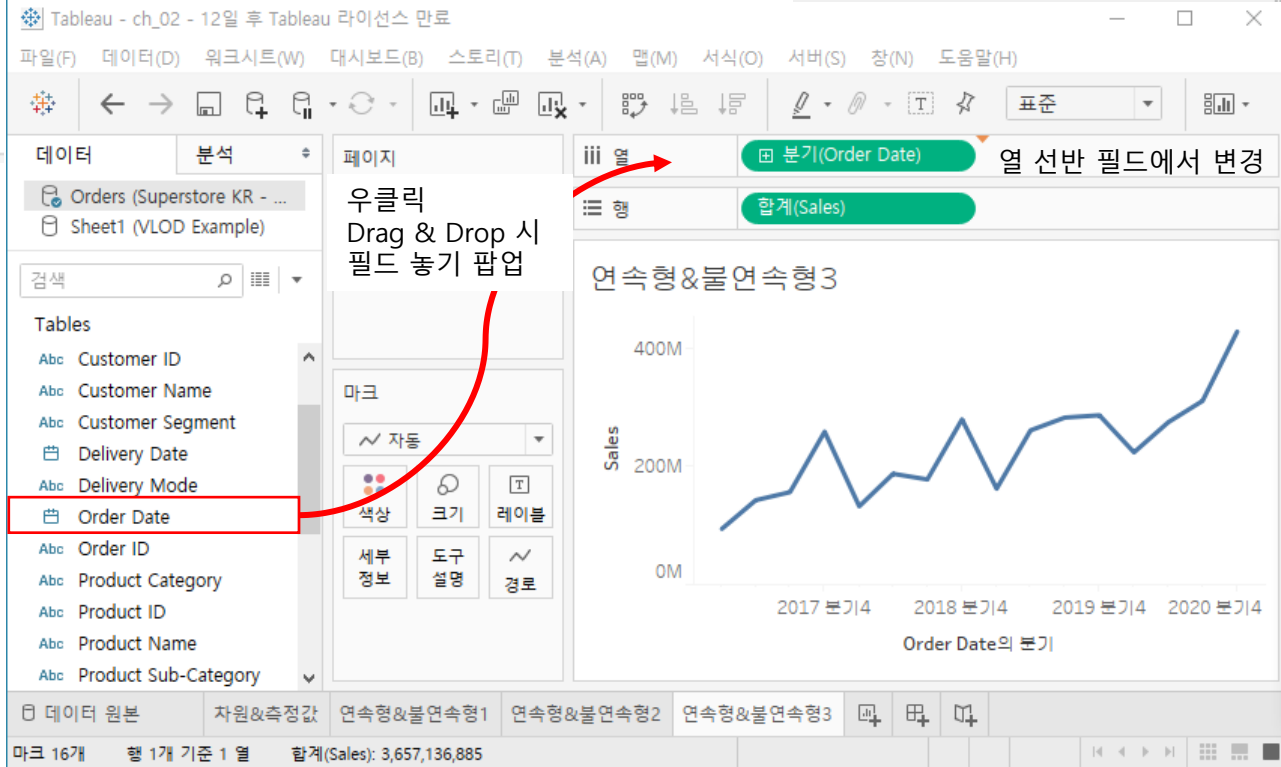 Tableau - ch_02 - 12일 후 Tableau 라이선스 만료
파일(F) 데이터(D) 워크시트(W) 대시보드(B) 스토리(T) 분석(A) 맵(M) 서식(O) 서버(S) 창(N) 도움말(H)
표준
데이터 분석
Orders (Superstore KR - ...
Sheet1 (VLOD Example)
검색
Tables
Abc Customer ID
Abc Customer Name
Abc Customer Segment
Delivery Date
Abc Delivery Mode
Order Date
Abc Order ID
Abc Product Category
Abc Product ID
Abc Product Name
Abc Product Sub-Category
페이지
우클릭
Drag & Drop 시
필드 놓기 팝업
마크
자동
색상 크기 레이블
세부 정보 도구 설명 경로
열 분기(Order Date) 열 선반 필드에서 변경
행 합계(Sales)
연속형&불연속형3
400M
200M
0M
Sales
2017 분기4 2018 분기4 2019 분기4 2020 분기4
Order Date의 분기
데이터 원본 차원&측정값 연속형&불연속형1 연속형&불연속형2 연속형&불연속형3
마크 16개 행 1개 기준 1 열 합계(Sales): 3,657,136,885